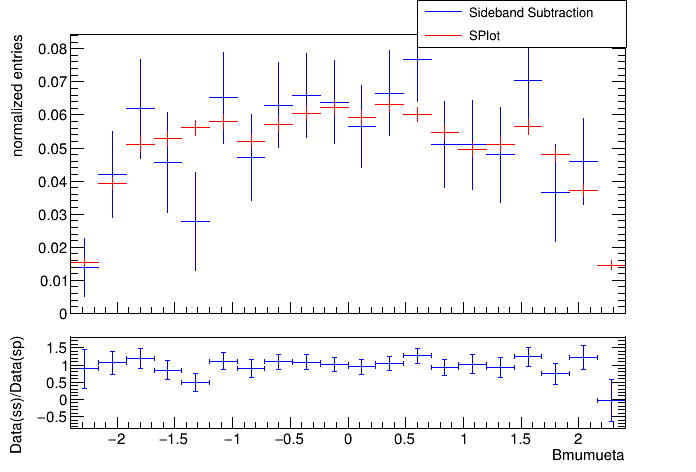 Sideband Subtraction
SPlot
normalized entries
0.08
0.07
0.06
0.05
0.04
0.03
0.02
0.01
0
Data(ss)/Data(sp)
1.5
1
0.5
0
−0.5
−2 −1.5 −1 −0.5 0 0.5 1 1.5 2
Bmumueta